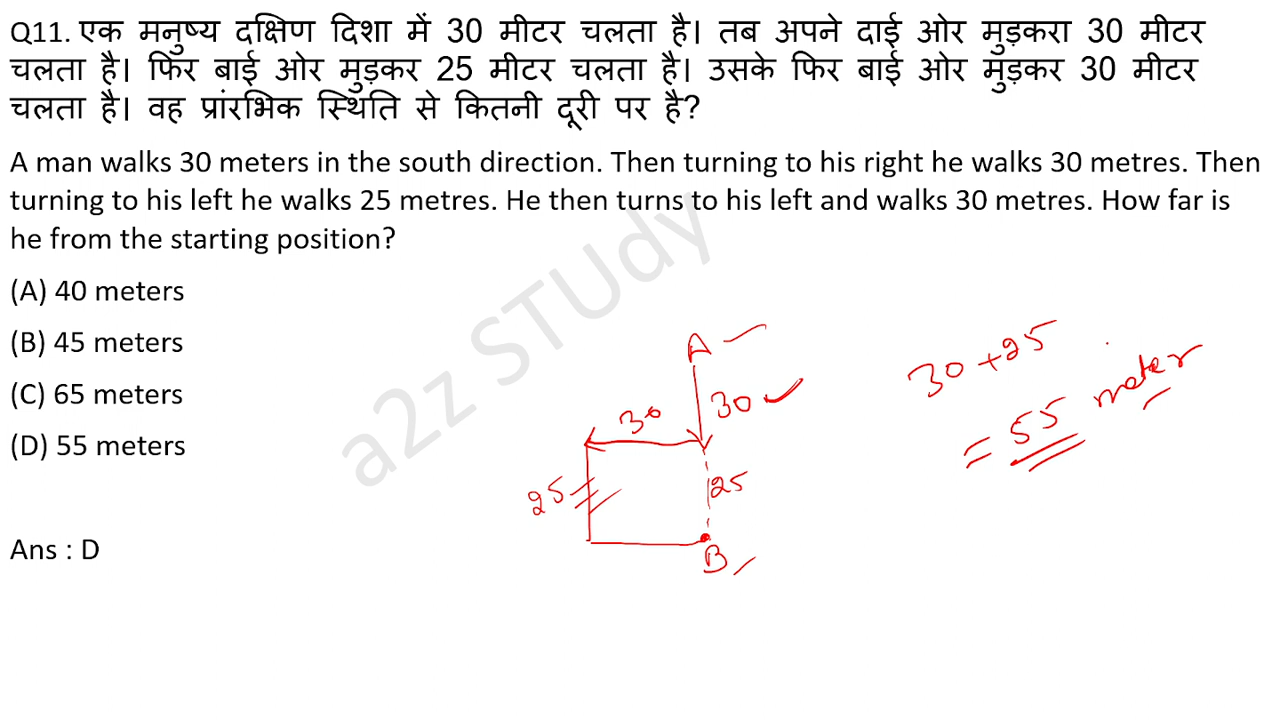 Q11. एक मनुष्य दक्षिण दिशा में 30 मीटर चलता है। तब अपने दाई ओर मुड़करा 30 मीटर
चलता है। फिर बाई ओर मुड़कर 25 मीटर चलता है। उसके फिर बाई ओर मुड़कर 30 मीटर
चलता है। वह प्रांरभिक स्थिति से कितनी दूरी पर है?
A man walks 30 meters in the south direction. Then turning to his right he walks 30 metres. Then
turning to his left he walks 25 metres. He then turns to his left and walks 30 metres. How far is
he from the starting position?
(A) 40 meters
(B) 45 meters
(C) 65 meters
(D) 55 meters
Ans : D
a2z STUdy
A
30
30
25
25
B
30 + 25
= 55 meter